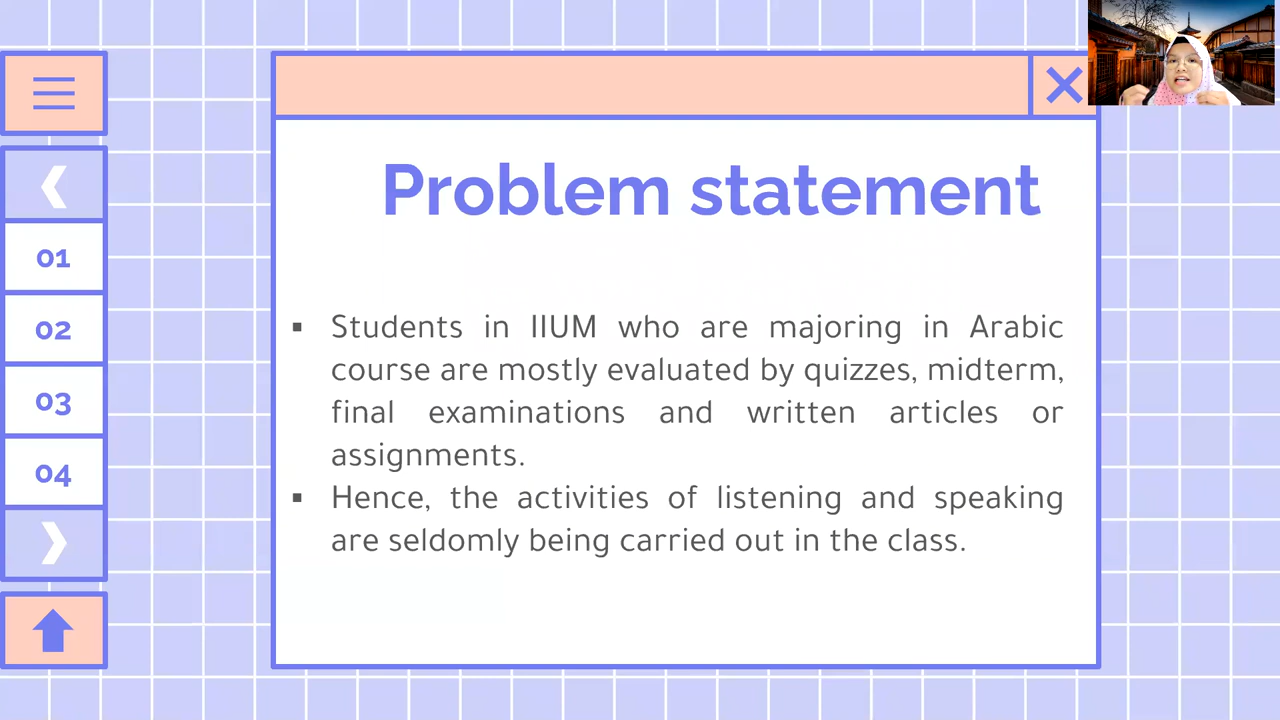 Problem statement
01
02
03
04
▪ Students in IIUM who are majoring in Arabic
course are mostly evaluated by quizzes, midterm,
final examinations and written articles or
assignments.
▪ Hence, the activities of listening and speaking
are seldomly being carried out in the class.